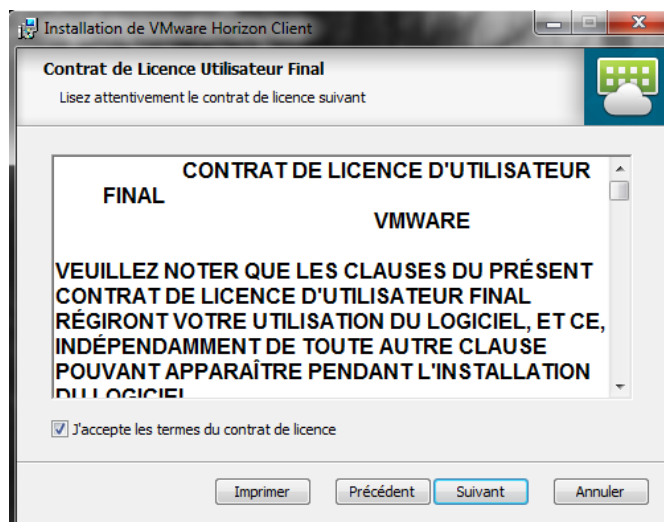 Installation de VMware Horizon Client
Contrat de Licence Utilisateur Final
Lisez attentivement le contrat de licence suivant
CONTRAT DE LICENCE D'UTILISATEUR
FINAL
VMWARE
VEUILLEZ NOTER QUE LES CLAUSES DU PRÉSENT
CONTRAT DE LICENCE D'UTILISATEUR FINAL
RÉGIRONT VOTRE UTILISATION DU LOGICIEL, ET CE,
INDÉPENDAMMENT DE TOUTE AUTRE CLAUSE
POUVANT APPARAÎTRE PENDANT L'INSTALLATION
DU LOGICIEL
J'accepte les termes du contrat de licence
Imprimer Précédent Suivant Annuler